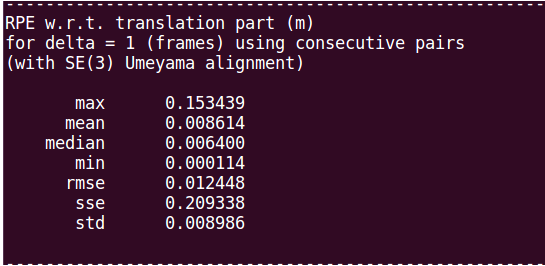 --------------------------------------------------------
RPE w.r.t. translation part (m)
for delta = 1 (frames) using consecutive pairs
(with SE(3) Umeyama alignment)
max 0.153439
mean 0.008614
median 0.006400
min 0.000114
rmse 0.012448
sse 0.209338
std 0.008986
--------------------------------------------------------